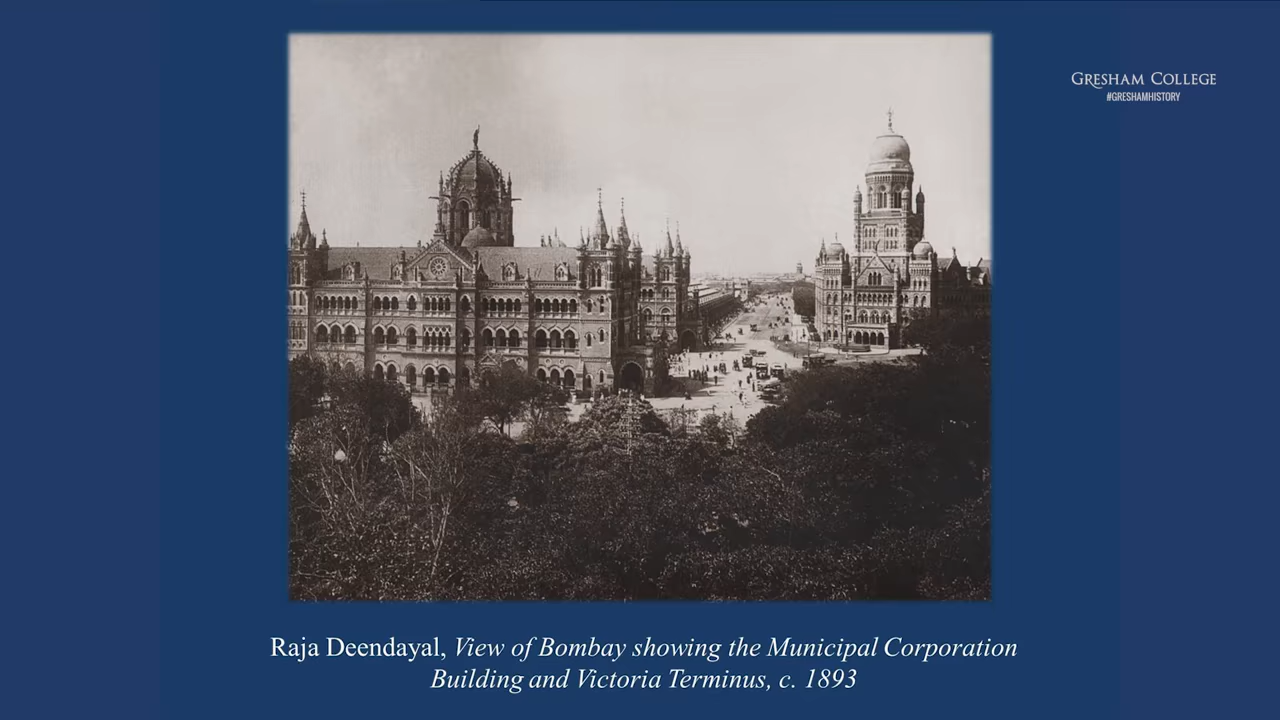 GRESHAM COLLEGE
#GRESHAMHISTORY
Raja Deendayal, View of Bombay showing the Municipal Corporation
Building and Victoria Terminus, c. 1893